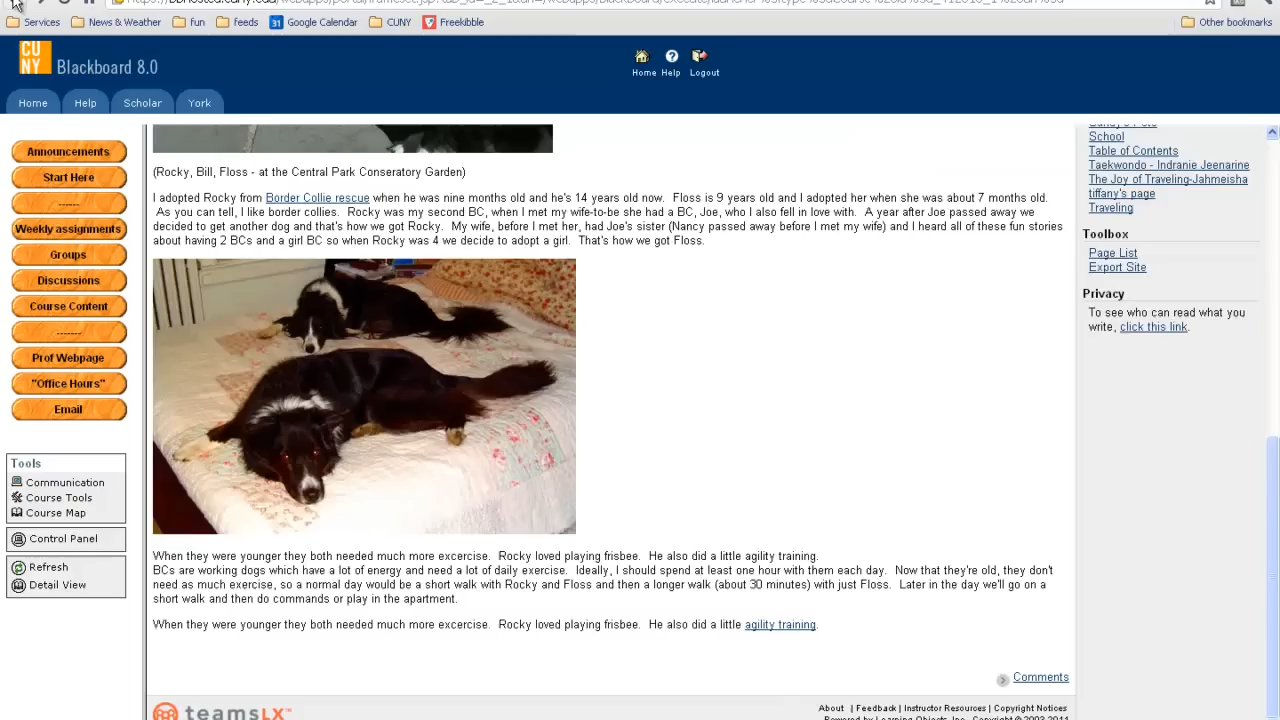 Services News & Weather fun feeds 31 Google Calendar CUNY Freekibble Other bookmarks
CU
NY
Blackboard 8.0
Home Help Logout
Home Help Scholar York
Announcements
Start Here
------
Weekly assignments
Groups
Discussions
Course Content
-------
Prof Webpage
"Office Hours"
Email
Tools
Communication
Course Tools
Course Map
Control Panel
Refresh
Detail View
(Rocky, Bill, Floss - at the Central Park Conservatory Garden)
I adopted Rocky from Border Collie rescue when he was nine months old and he's 14 years old now. Floss is 9 years old and I adopted her when she was about 7 months old.
As you can tell, I like border collies. Rocky was my second BC, when I met my wife-to-be she had a BC, Joe, who I also fell in love with. A year after Joe passed away we
decided to get another dog and that's how we got Rocky. My wife, before I met her, had Joe's sister (Nancy passed away before I met my wife) and I heard all of these fun stories
about having 2 BCs and a girl BC so when Rocky was 4 we decide to adopt a girl. That's how we got Floss.
When they were younger they both needed much more excercise. Rocky loved playing frisbee. He also did a little agility training.
BCs are working dogs which have a lot of energy and need a lot of daily exercise. Ideally, I should spend at least one hour with them each day. Now that they're old, they don't
need as much exercise, so a normal day would be a short walk with Rocky and Floss and then a longer walk (about 30 minutes) with just Floss. Later in the day we'll go on a
short walk and then do commands or play in the apartment.
When they were younger they both needed much more excercise. Rocky loved playing frisbee. He also did a little agility training.
Comments
School
Table of Contents
Taekwondo - Indranie Jeenarine
The Joy of Traveling-Jahmeisha
tiffany's page
Traveling
Toolbox
Page List
Export Site
Privacy
To see who can read what you
write, click this link.
teamsLX™
About | Feedback | Instructor Resources | Copyright Notices
Powered by Learning Objects, Inc. Copyright © 2003-2011